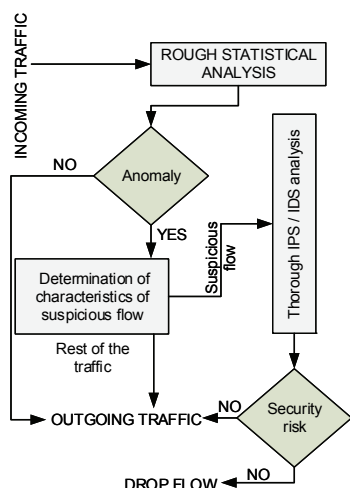 INCOMING TRAFFIC
ROUGH STATISTICAL
ANALYSIS
NO
Anomaly
YES
Determination of
characteristics of
suspicious flow
Suspicious
flow
Thorough IPS / IDS analysis
Rest of the
traffic
OUTGOING TRAFFIC
NO
Security
risk
NO
DROP FLOW